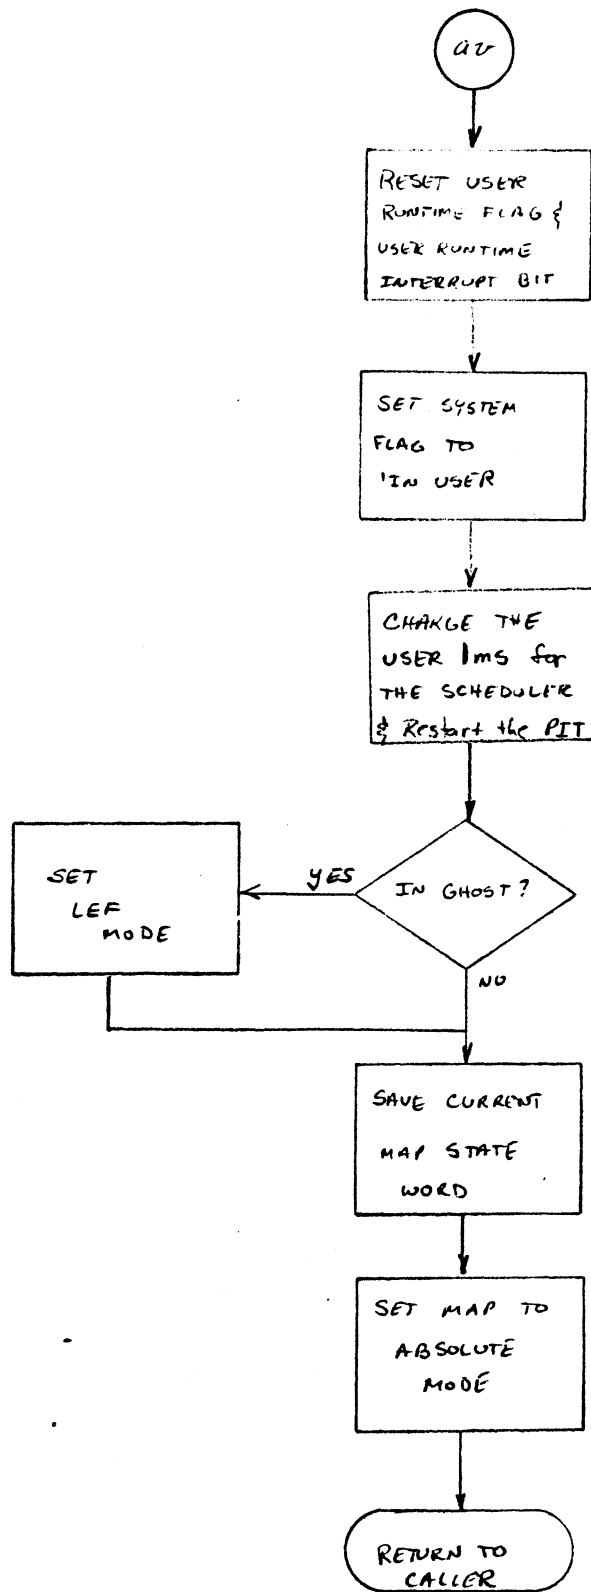 av
RESET USER
RUNTIME FLAG &
USER RUNTIME
INTERRUPT BIT
SET SYSTEM
FLAG TO
'IN USER
CHARGE THE
USER 1ms for
THE SCHEDULER
& Restart the PIT
IN GHOST?
YES
SET
LEF
MODE
NO
SAVE CURRENT
MAP STATE
WORD
SET MAP TO
ABSOLUTE
MODE
RETURN TO
CALLER